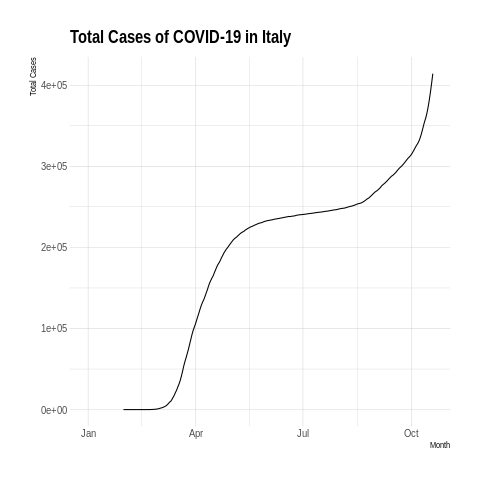 Total Cases of COVID-19 in Italy
Total Cases
4e+05
3e+05
2e+05
1e+05
0e+00
Jan Apr Jul Oct
Month